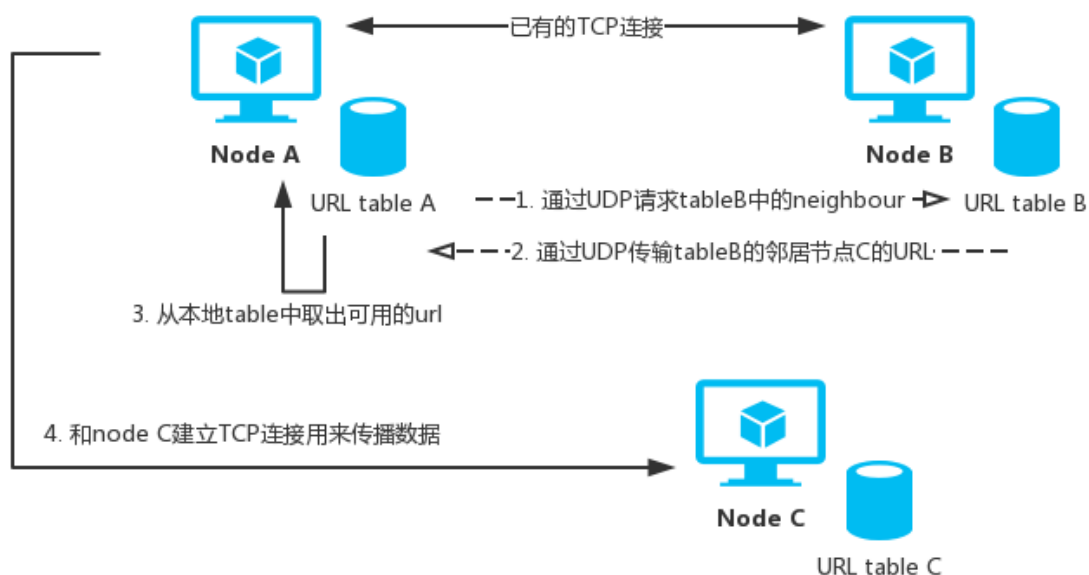 已有的TCP连接
Node A
Node B
URL table A
1. 通过UDP请求tableB中的neighbour
URL table B
2. 通过UDP传输tableB的邻居节点C的URL
3. 从本地table中取出可用的url
4. 和node C建立TCP连接用来传播数据
Node C
URL table C